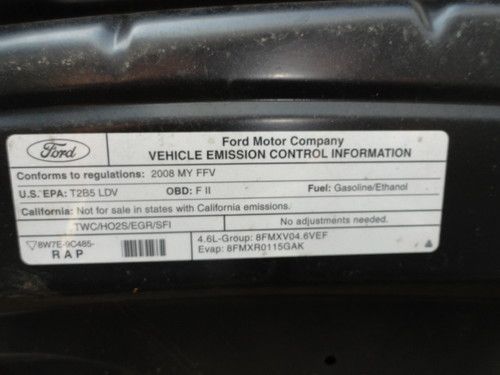 Ford
Ford Motor Company
VEHICLE EMISSION CONTROL INFORMATION
Conforms to regulations: 2008 MY FFV
U.S. EPA: T2B5 LDV OBD: F II Fuel: Gasoline/Ethanol
California: Not for sale in states with California emissions.
TWC/HO2S/EGR/SFI No adjustments needed.
▽8W7E-9C485-
R A P
4.6L-Group: 8FMXV04.6VEF
Evap: 8FMXR0115GAK